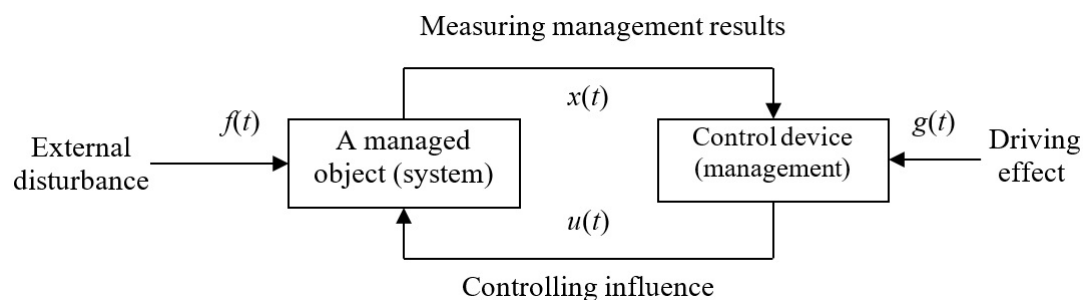 Measuring management results
x(t)
f(t)
g(t)
External
disturbance
A managed
object (system)
Control device
(management)
Driving
effect
u(t)
Controlling influence